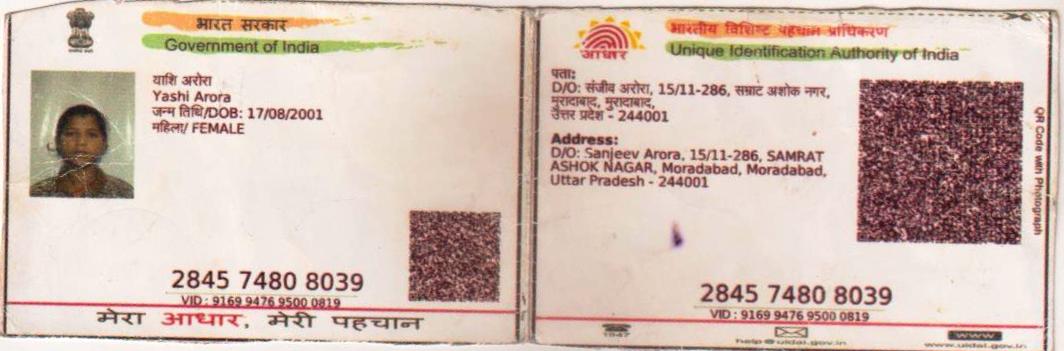 भारत सरकार
Government of India
याशि अरोरा
Yashi Arora
जन्म तिथि/DOB: 17/08/2001
महिला/ FEMALE
2845 7480 8039
VID : 9169 9476 9500 0819
मेरा आधार, मेरी पहचान
भारतीय विशिष्ट पहचान प्राधिकरण
Unique Identification Authority of India
आधार
पता:
D/O: संजीव अरोरा, 15/11-286, सम्राट अशोक नगर,
मुरादाबाद, मुरादाबाद,
उत्तर प्रदेश - 244001
Address:
D/O: Sanjeev Arora, 15/11-286, SAMRAT
ASHOK NAGAR, Moradabad, Moradabad,
Uttar Pradesh - 244001
QR Code with Photograph
2845 7480 8039
VID : 9169 9476 9500 0819
1947
help@uidai.gov.in
www
www.uidai.gov.in